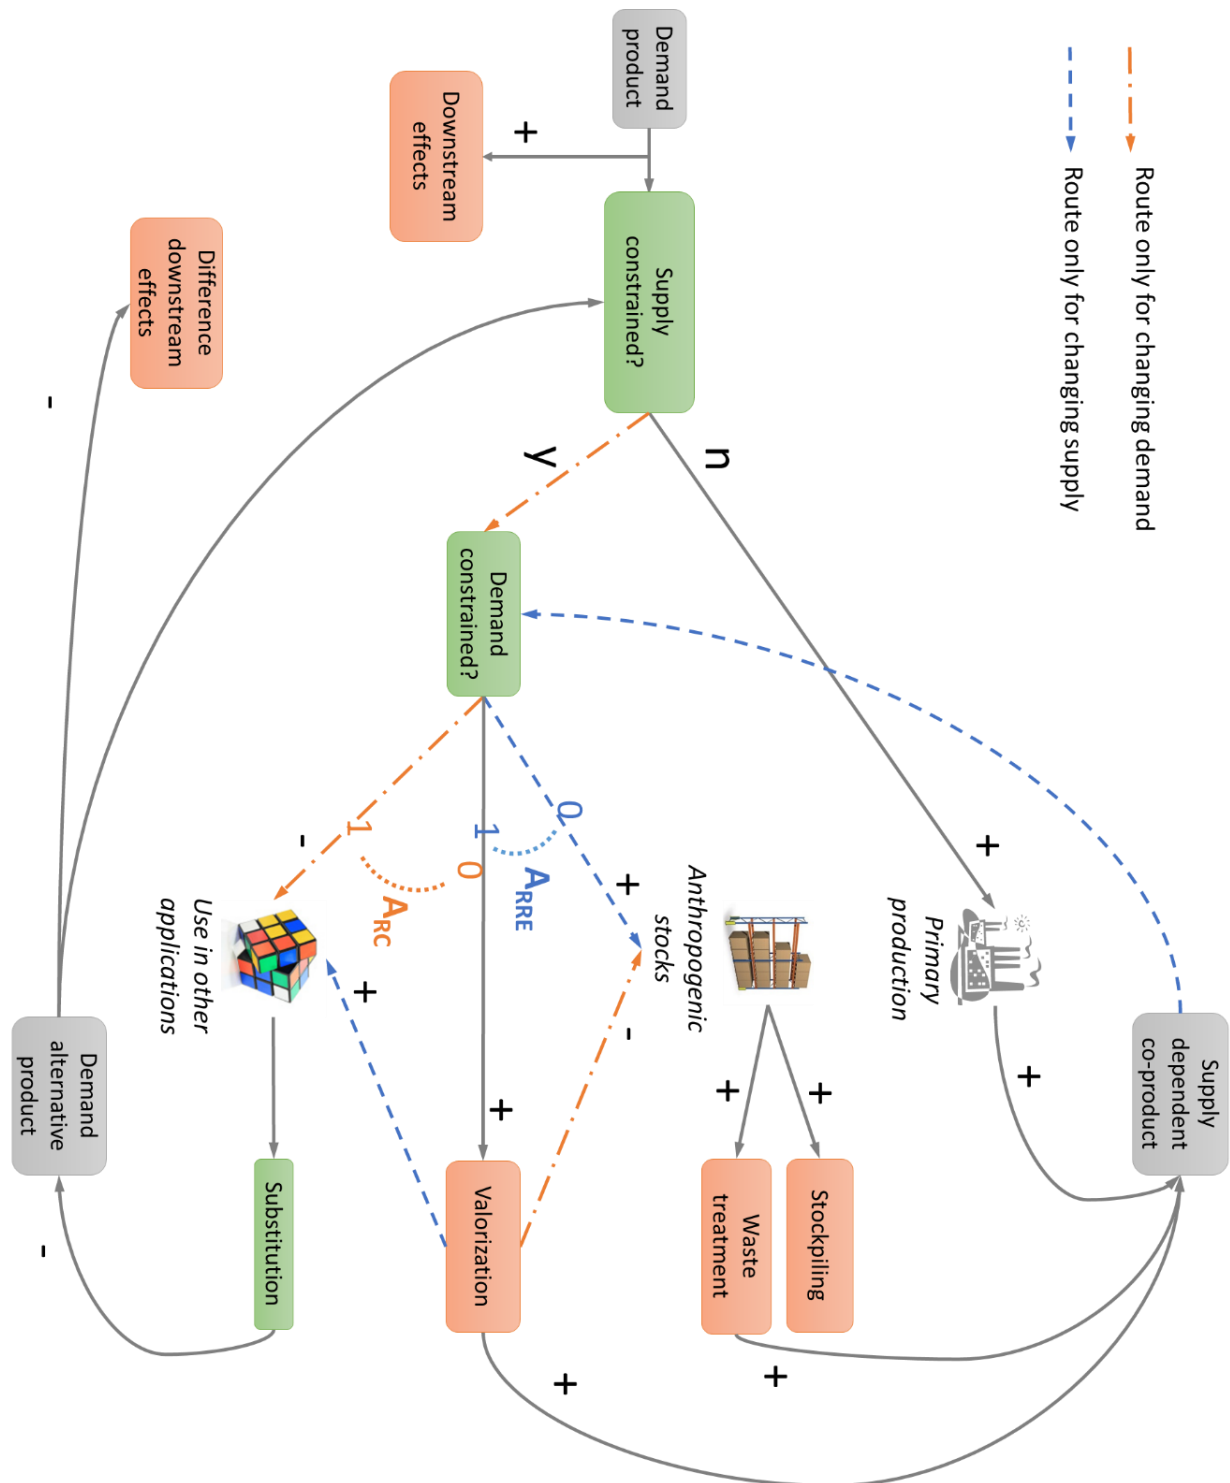 Route only for changing demand
Route only for changing supply
Demand
product
+
Downstream
effects
Supply
constrained?
n
y
Difference
downstream
effects
-
Demand
constrained?
+
Primary
production
+
Supply
dependent
co-product
0
1
A_RRE
+
Anthropogenic
stocks
-
+
+
Stockpiling
Waste
treatment
+
0
1
A_RC
-
+
Valorization
+
Use in other
applications
+
Substitution
-
Demand
alternative
product